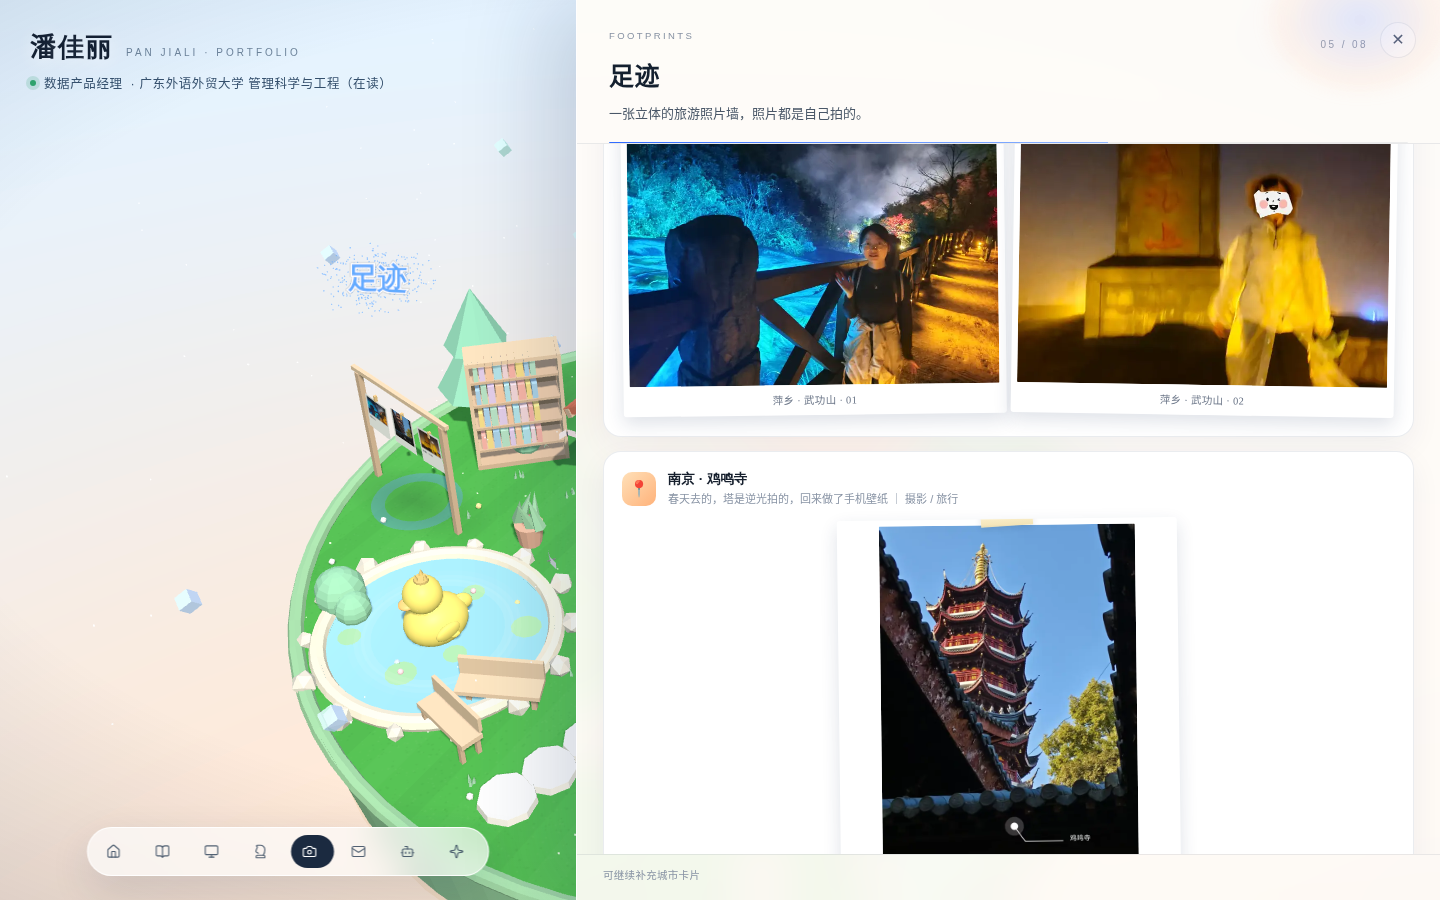 潘佳丽 PAN JIALI · PORTFOLIO
数据产品经理 · 广东外语外贸大学 管理科学与工程（在读）
足迹
FOOTPRINTS
05 / 08
足迹
一张立体的旅游照片墙，照片都是自己拍的。
萍乡 · 武功山 · 01
萍乡 · 武功山 · 02
南京 · 鸡鸣寺
春天去的，塔是逆光拍的，回来做了手机壁纸 ｜ 摄影 / 旅行
鸡鸣寺
可继续补充城市卡片